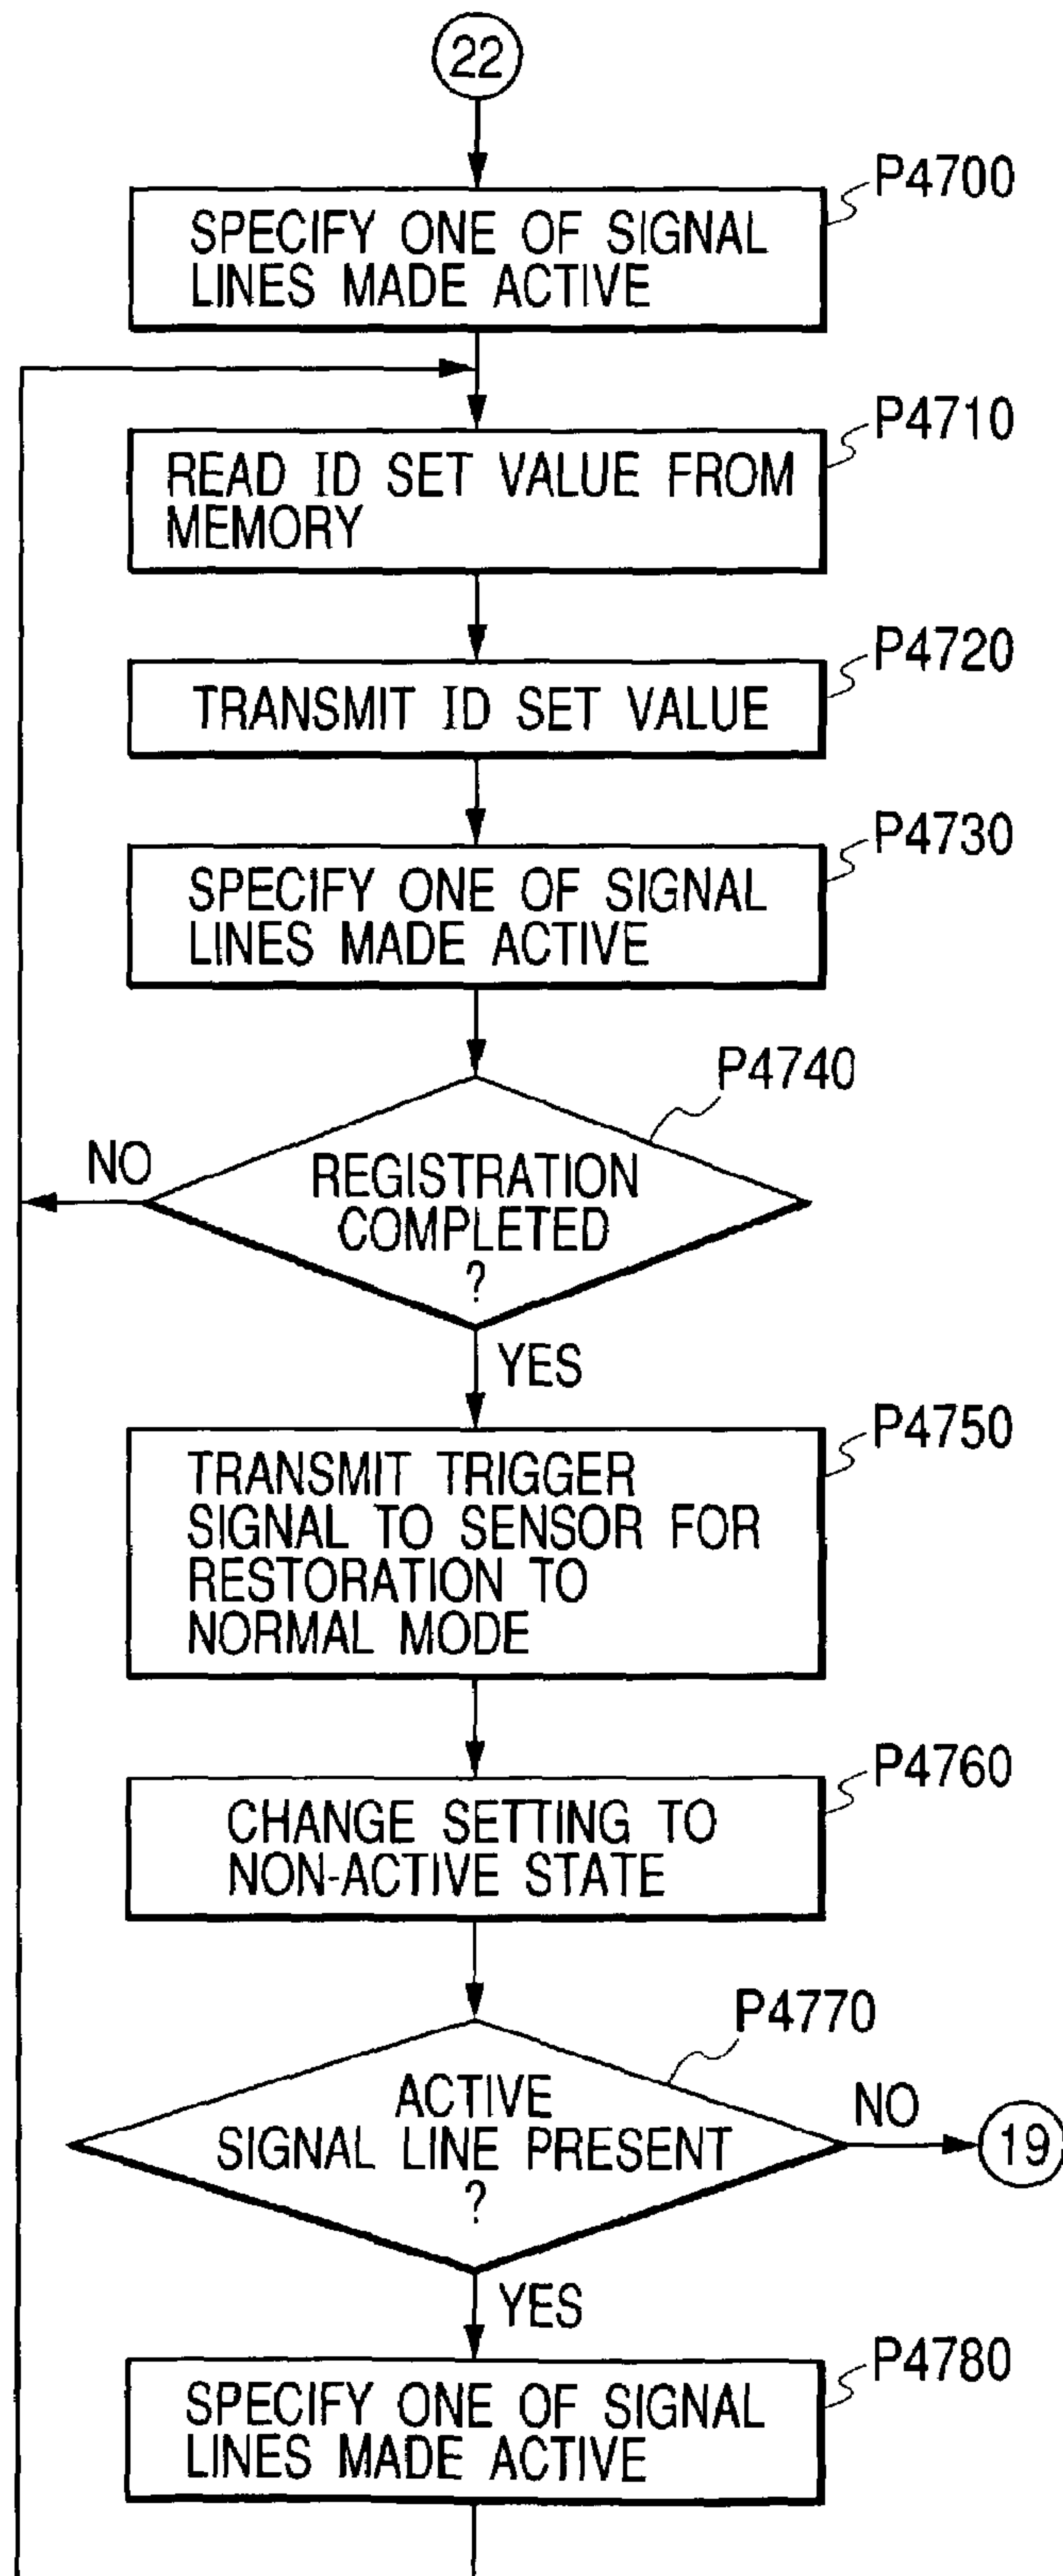 22
P4700
SPECIFY ONE OF SIGNAL
LINES MADE ACTIVE
P4710
READ ID SET VALUE FROM
MEMORY
P4720
TRANSMIT ID SET VALUE
P4730
SPECIFY ONE OF SIGNAL
LINES MADE ACTIVE
P4740
NO
REGISTRATION
COMPLETED
?
YES
P4750
TRANSMIT TRIGGER
SIGNAL TO SENSOR FOR
RESTORATION TO
NORMAL MODE
P4760
CHANGE SETTING TO
NON-ACTIVE STATE
P4770
ACTIVE
SIGNAL LINE PRESENT
?
NO
19
YES
P4780
SPECIFY ONE OF SIGNAL
LINES MADE ACTIVE